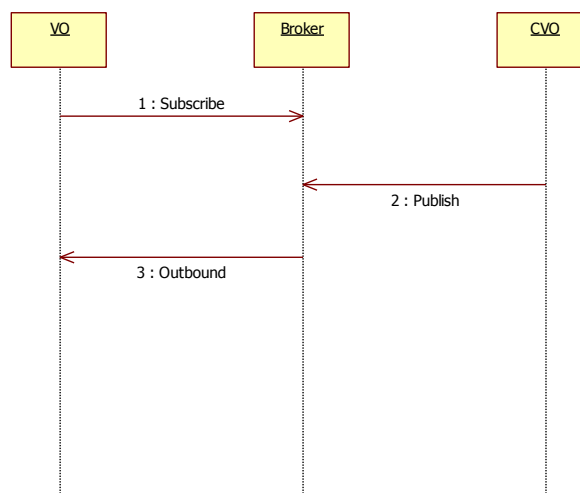 VO
Broker
CVO
1 : Subscribe
2 : Publish
3 : Outbound